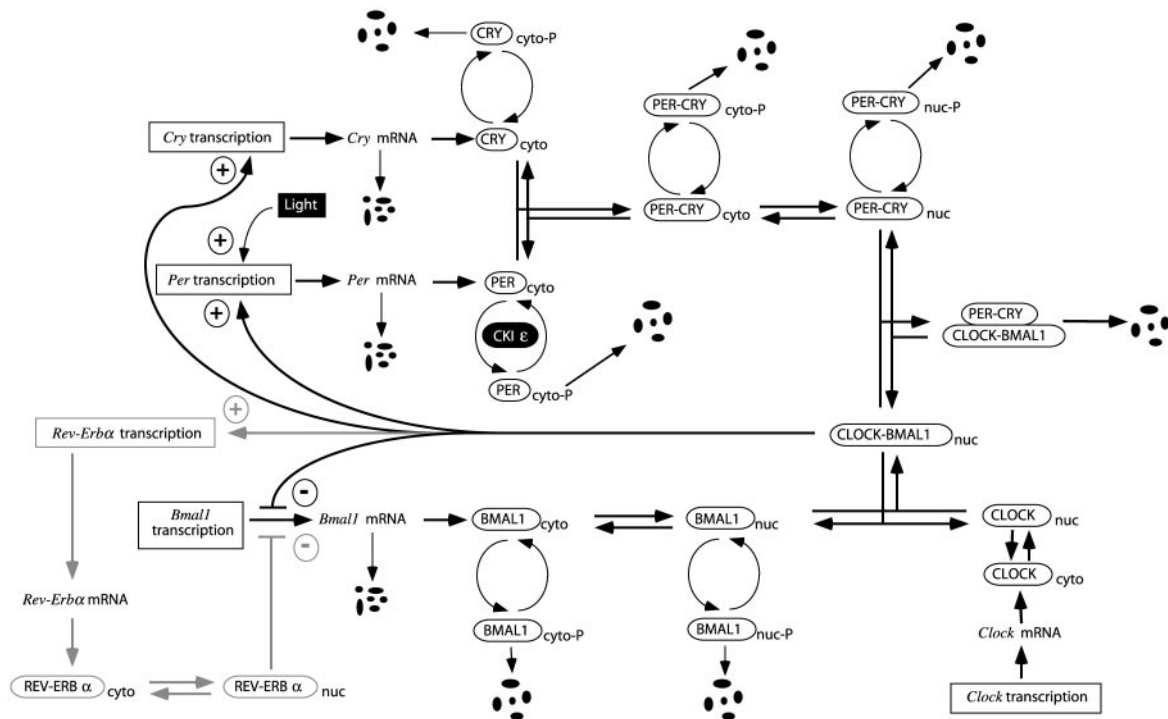 CRY cyto-P
PER-CRY cyto-P
PER-CRY nuc-P
Cry transcription
Cry mRNA
CRY cyto
+
Light
PER-CRY cyto
PER-CRY nuc
+
Per transcription
Per mRNA
PER cyto
+
CKI ε
PER-CRY
CLOCK-BMAL1
PER cyto-P
+
Rev-Erbα transcription
CLOCK-BMAL1 nuc
-
Bmal1
transcription
Bmal1 mRNA
BMAL1 cyto
BMAL1 nuc
CLOCK nuc
-
CLOCK cyto
Rev-Erbα mRNA
BMAL1 cyto-P
BMAL1 nuc-P
Clock mRNA
REV-ERB α cyto
REV-ERB α nuc
Clock transcription